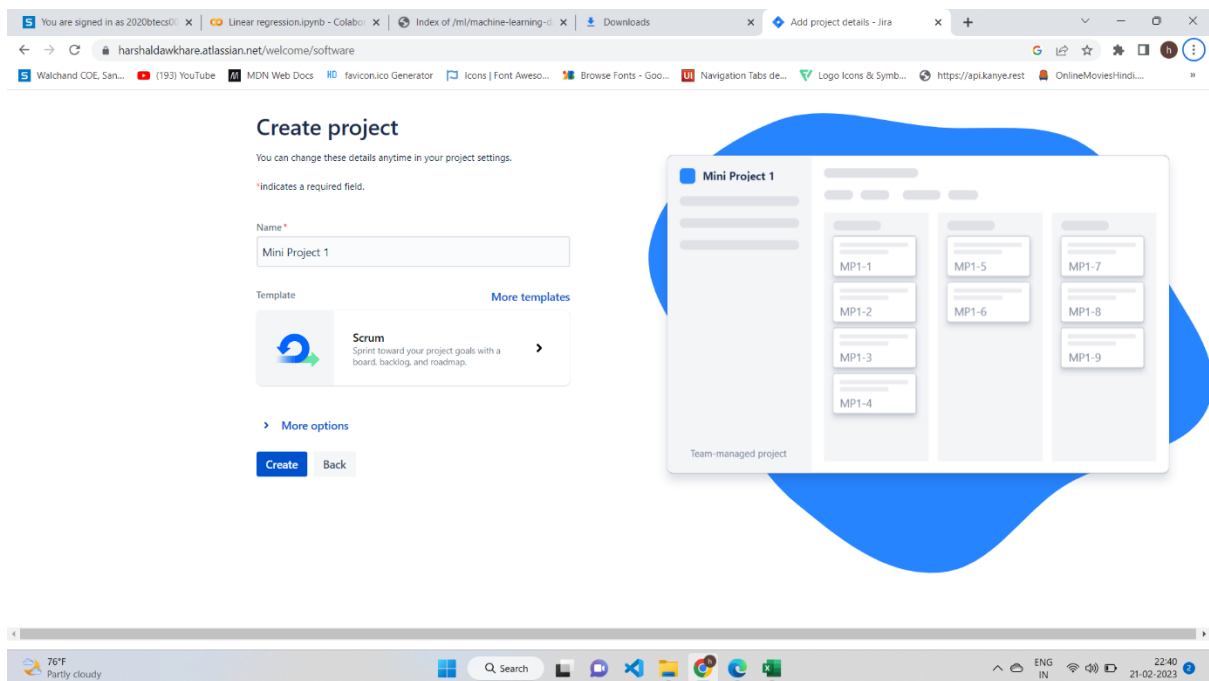 You are signed in as 2020btecs00
Linear regression.ipynb - Colabor
Index of /ml/machine-learning-d
Downloads
Add project details - Jira
harshaldawkhare.atlassian.net/welcome/software
Walchand COE, San...
(193) YouTube
MDN Web Docs
favicon.ico Generator
Icons | Font Aweso...
Browse Fonts - Goo...
Navigation Tabs de...
Logo Icons & Symb...
https://api.kanye.rest
OnlineMoviesHindi....
Create project
You can change these details anytime in your project settings.
*indicates a required field.
Name*
Mini Project 1
Template
More templates
Scrum
Sprint toward your project goals with a
board, backlog, and roadmap.
More options
Create
Back
Mini Project 1
MP1-1
MP1-5
MP1-7
MP1-2
MP1-6
MP1-8
MP1-3
MP1-9
MP1-4
Team-managed project
76°F
Partly cloudy
Search
ENG
IN
22:40
21-02-2023
2